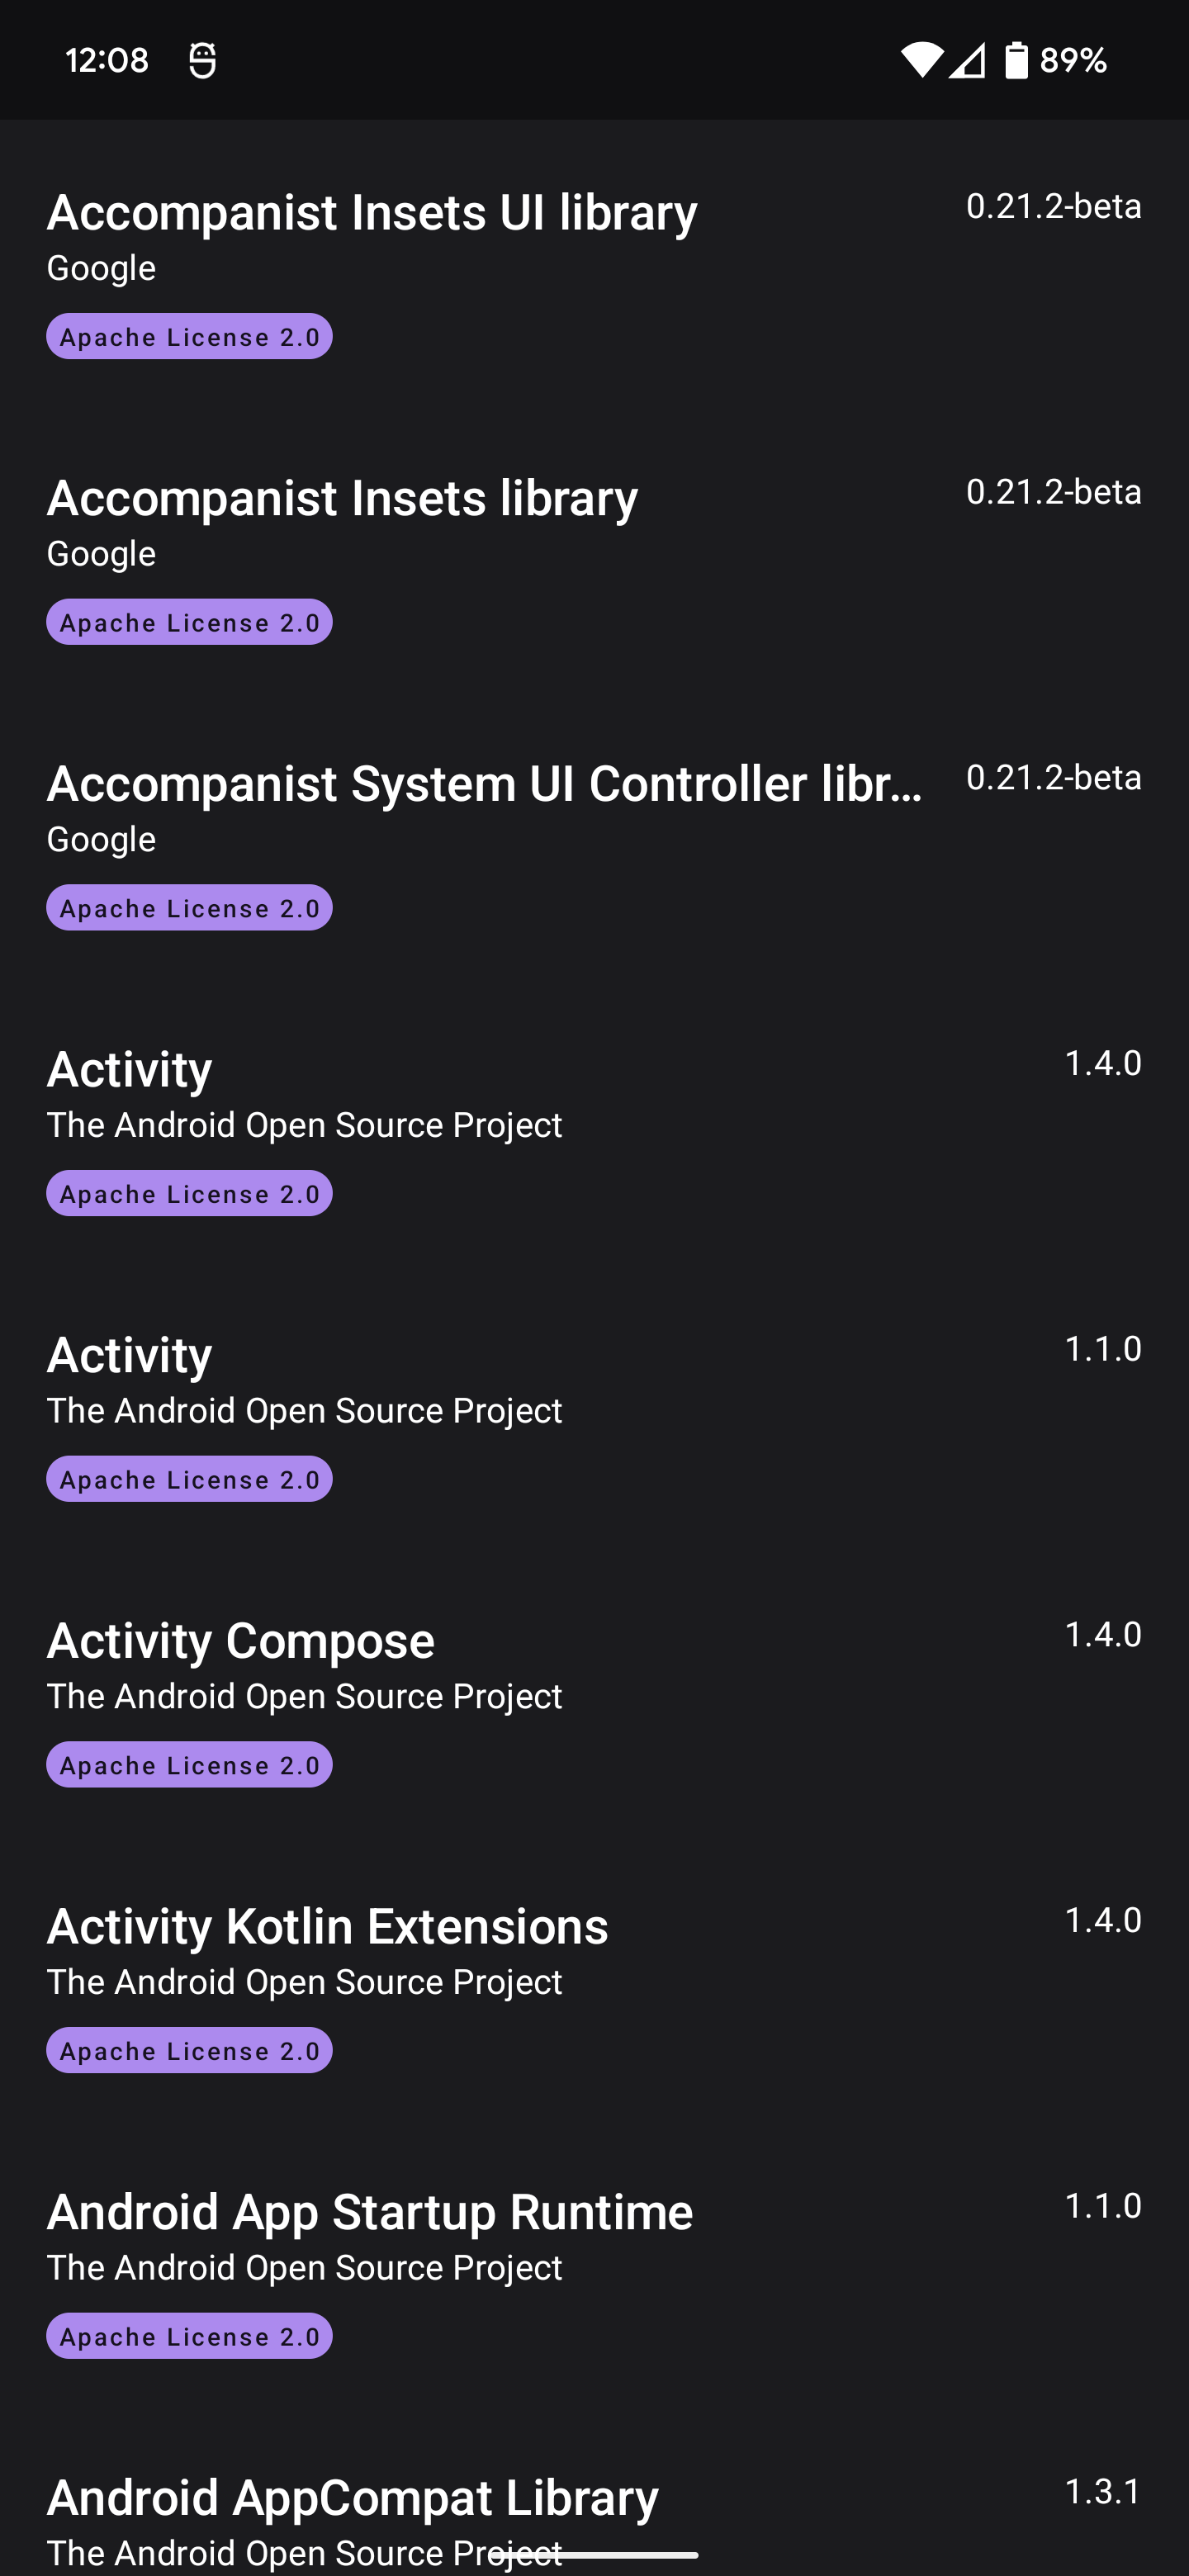 12:08
89%
Accompanist Insets UI library
0.21.2-beta
Google
Apache License 2.0
Accompanist Insets library
0.21.2-beta
Google
Apache License 2.0
Accompanist System UI Controller libr...
0.21.2-beta
Google
Apache License 2.0
Activity
1.4.0
The Android Open Source Project
Apache License 2.0
Activity
1.1.0
The Android Open Source Project
Apache License 2.0
Activity Compose
1.4.0
The Android Open Source Project
Apache License 2.0
Activity Kotlin Extensions
1.4.0
The Android Open Source Project
Apache License 2.0
Android App Startup Runtime
1.1.0
The Android Open Source Project
Apache License 2.0
Android AppCompat Library
1.3.1
The Android Open Source Project